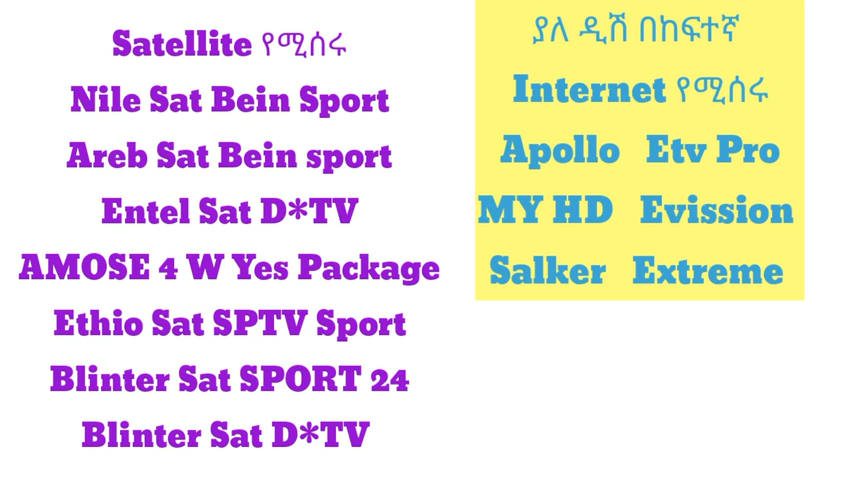 Satellite የሚሰሩ
Nile Sat Bein Sport
Areb Sat Bein sport
Entel Sat D*TV
AMOSE 4 W Yes Package
Ethio Sat SPTV Sport
Blinter Sat SPORT 24
Blinter Sat D*TV
ያለ ዲሽ በከፍተኛ
Internet የሚሰሩ
Apollo Etv Pro
MY HD Evission
Salker Extreme